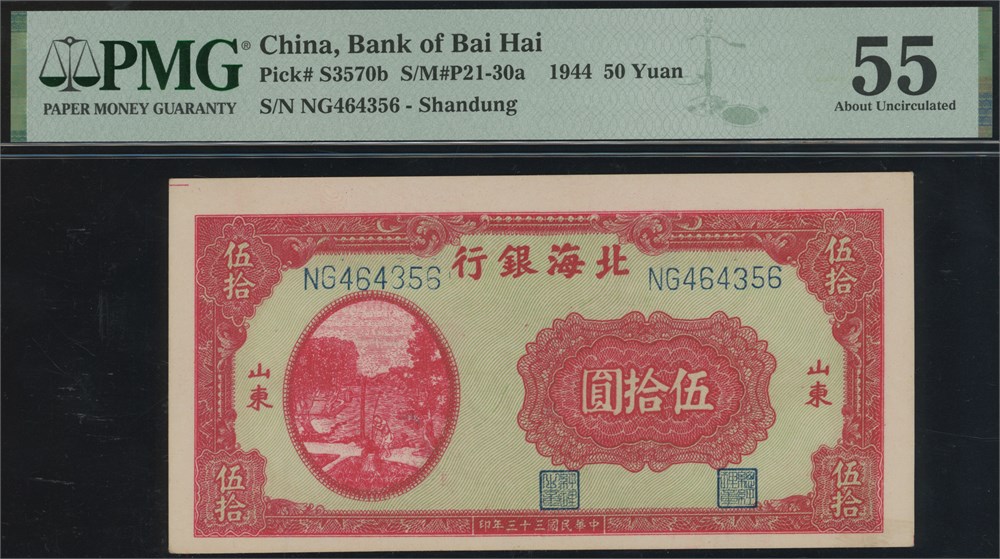 PMG®
PAPER MONEY GUARANTY
China, Bank of Bai Hai
Pick# S3570b S/M#P21-30a 1944 50 Yuan
S/N NG464356 - Shandung
55
About Uncirculated
行銀海北
NG464356
NG464356
伍拾
伍拾
山東
山東
圓拾伍
伍拾
伍拾
印年三十三國民華中